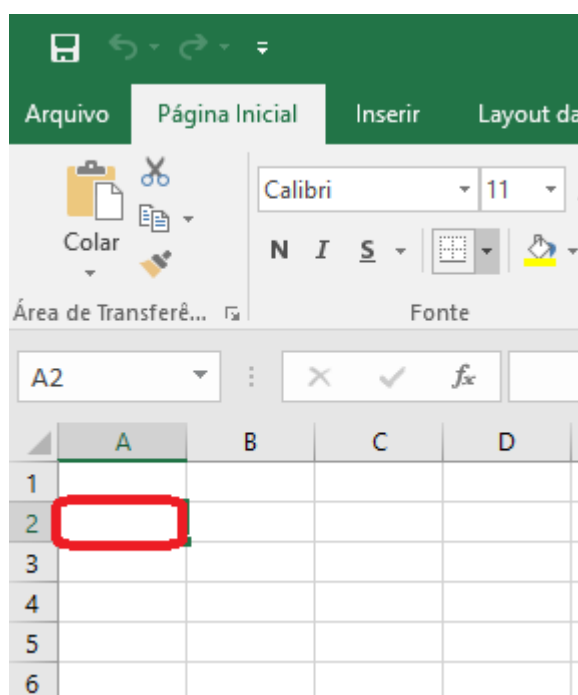 Arquivo Página Inicial Inserir Layout da
Calibri 11
Colar
N I S
Área de Transferê... Fonte
A2 fx
A B C D
1
2
3
4
5
6